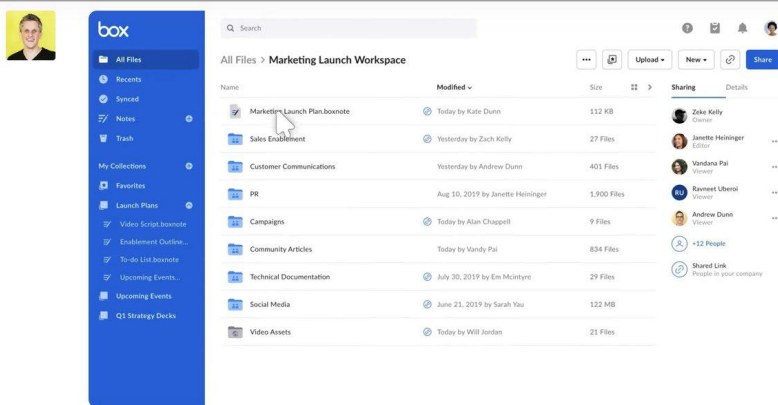 box
Search
All Files
Recents
Synced
Notes
Trash
My Collections
Favorites
Launch Plans
Video Script.boxnote
Enablement Outline...
To-do List.boxnote
Upcoming Events...
Upcoming Events
Q1 Strategy Decks
All Files > Marketing Launch Workspace
Upload
New
Share
Name Modified Size
Marketing Launch Plan.boxnote Today by Kate Dunn 112 KB
Sales Enablement Yesterday by Zach Kelly 27 Files
Customer Communications Yesterday by Andrew Dunn 401 Files
PR Aug 10, 2019 by Janette Heininger 1,900 Files
Campaigns Today by Alan Chappell 9 Files
Community Articles Today by Vandy Pai 834 Files
Technical Documentation July 30, 2019 by Em Mcintyre 29 Files
Social Media June 21, 2019 by Sarah Yau 122 MB
Video Assets Today by Will Jordan 21 Files
Sharing Details
Zeke Kelly
Owner
Janette Heininger
Editor
Vandana Pai
Viewer
RU Ravneet Uberoi
Viewer
Andrew Dunn
Viewer
+12 People
Shared Link
People in your company